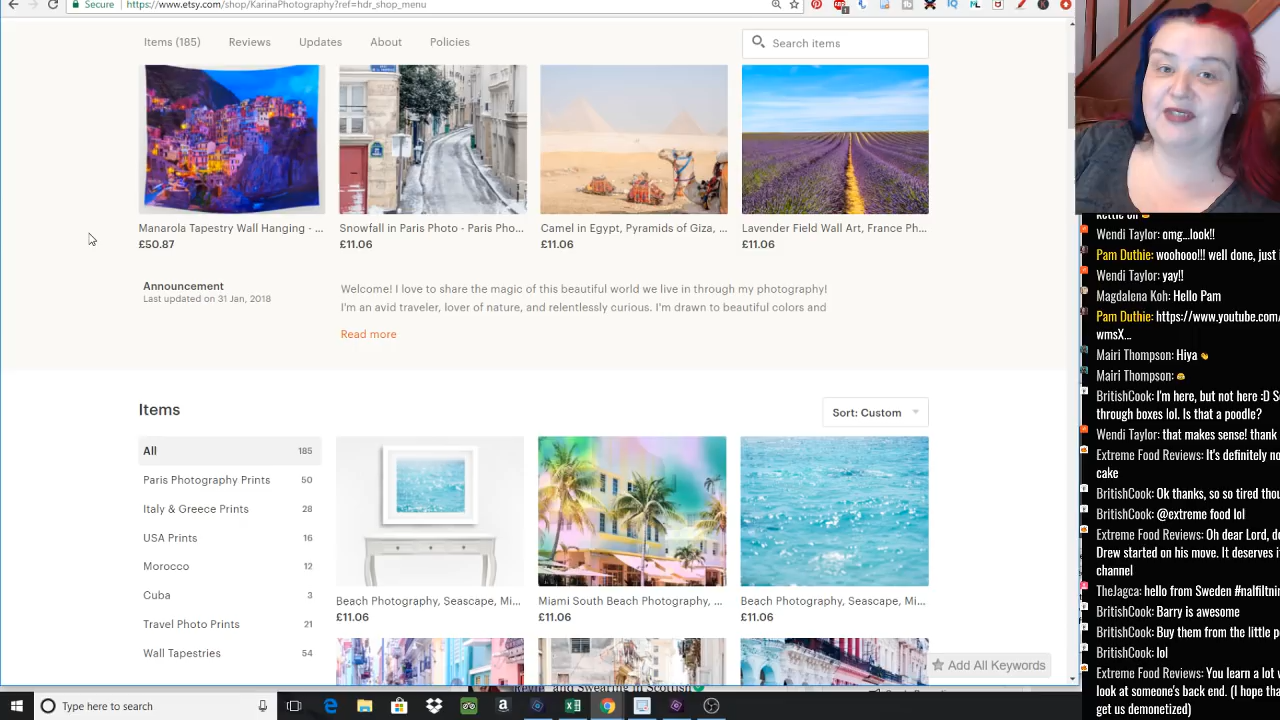 Secure
https://www.etsy.com/shop/KarinaPhotography?ref=hdr_shop_menu
Items (185) Reviews Updates About Policies
Search items
Manarola Tapestry Wall Hanging - ...
£50.87
Snowfall in Paris Photo - Paris Pho...
£11.06
Camel in Egypt, Pyramids of Giza, ...
£11.06
Lavender Field Wall Art, France Ph...
£11.06
Announcement
Last updated on 31 Jan, 2018
Welcome! I love to share the magic of this beautiful world we live in through my photography!
I'm an avid traveler, lover of nature, and relentlessly curious. I'm drawn to beautiful colors and
Read more
Items
Sort: Custom
All 185
Paris Photography Prints 50
Italy & Greece Prints 28
USA Prints 16
Morocco 12
Cuba 3
Travel Photo Prints 21
Wall Tapestries 54
Beach Photography, Seascape, Mi...
£11.06
Miami South Beach Photography, ...
£11.06
Beach Photography, Seascape, Mi...
£11.06
Add All Keywords
and Swearing in Scottish
Type here to search
kettle on
Wendi Taylor: omg...look!!
Pam Duthie: woohooo!!! well done, just
Wendi Taylor: yay!!
Magdalena Koh: Hello Pam
Pam Duthie: https://www.youtube.com/
wmsX...
Mairi Thompson: Hiya
Mairi Thompson:
BritishCook: I'm here, but not here :D
through boxes lol. Is that a poodle?
Wendi Taylor: that makes sense! thank
Extreme Food Reviews: It's definitely
cake
BritishCook: Ok thanks, so so tired
BritishCook: @extreme food lol
Extreme Food Reviews: Oh dear Lord,
Drew started on his move. It deserves
channel
TheJagca: hello from Sweden
BritishCook: Barry is awesome
BritishCook: Buy them from the little
BritishCook: lol
Extreme Food Reviews: You learn a lot
look at someone's back end. (I hope
get us demonetized)